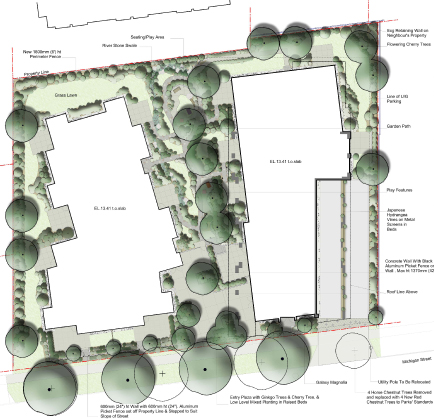 Seating/Play Area
River Stone Swale
New 1800mm (6') ht
Perimeter Fence
Property Line
Grass Lawn
Retaining Wall on
Neighbour's Property
Flowering Cherry Trees
Line of U/G
Parking
Garden Path
EL 13.41 t.o.slab
EL 13.41 t.o.slab
Play Features
Japanese
Hydrangea
Vines on Metal
Screens in
Beds
Concrete Wall With Black
Aluminum Picket Fence on
Wall - Max ht 1370mm
Roof Line Above
Street
Utility Pole To Be Relocated
Galaxy Magnolia
4 Horse Chestnut Trees Removed
and replaced with 4 New Red
Chestnut Trees to Parks' Standards
Entry Plaza with Ginkgo Trees & Cherry Tree, &
Low Level Mixed Planting in Raised Beds
600mm (24") ht Wall with 600mm ht (24") Aluminum
Picket Fence set off Property Line & Stepped to Suit
Slope of Street